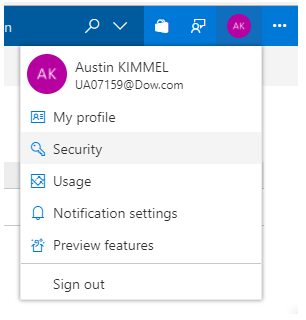 n
AK
AK
Austin KIMMEL
UA07159@Dow.com
My profile
Security
Usage
Notification settings
Preview features
Sign out